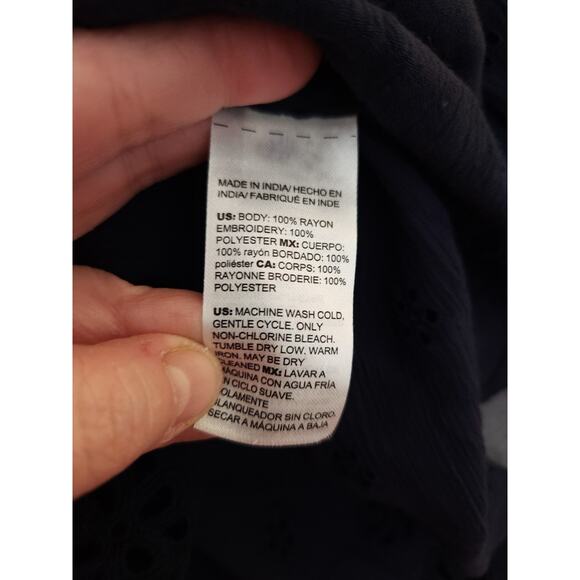 MADE IN INDIA/ HECHO EN
INDIA/ FABRIQUÉ EN INDE
US: BODY: 100% RAYON
EMBROIDERY: 100%
POLYESTER MX: CUERPO:
100% rayón BORDADO: 100%
poliéster CA: CORPS: 100%
RAYONNE BRODERIE: 100%
POLYESTER
US: MACHINE WASH COLD,
GENTLE CYCLE. ONLY
NON-CHLORINE BLEACH.
TUMBLE DRY LOW. WARM
IRON. MAY BE DRY
CLEANED MX: LAVAR A
MÁQUINA CON AGUA FRÍA
EN CICLO SUAVE.
SOLAMENTE
BLANQUEADOR SIN CLORO.
SECAR A MÁQUINA A BAJA